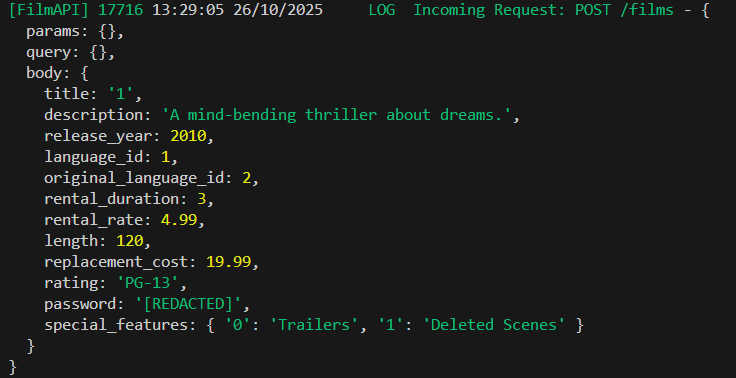 [FilmAPI] 17716 13:29:05 26/10/2025     LOG  Incoming Request: POST /films - {
  params: {},
  query: {},
  body: {
    title: '1',
    description: 'A mind-bending thriller about dreams.',
    release_year: 2010,
    language_id: 1,
    original_language_id: 2,
    rental_duration: 3,
    rental_rate: 4.99,
    length: 120,
    replacement_cost: 19.99,
    rating: 'PG-13',
    password: '[REDACTED]',
    special_features: { '0': 'Trailers', '1': 'Deleted Scenes' }
  }
}